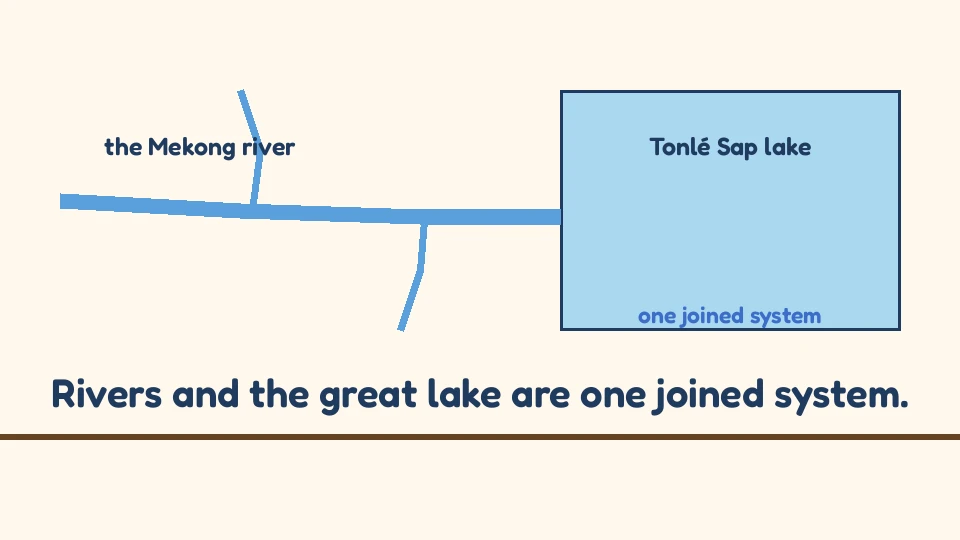 the Mekong river
Tonlé Sap lake
one joined system
Rivers and the great lake are one joined system.